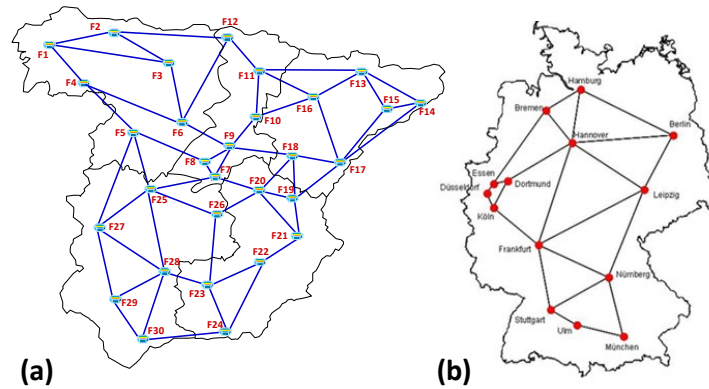 F12
F2
F1
F3
F11
F13
F4
F16
F15
F14
F10
F6
F5
F9
F18
F8
F17
F7
F20
F25
F19
F26
F27
F21
F28
F22
F23
F29
F24
F30
(a)
Hamburg
Bremen
Berlin
Hannover
Essen
Dortmund
Düsseldorf
Leipzig
Köln
Frankfurt
Nürnberg
Stuttgart
Ulm
München
(b)